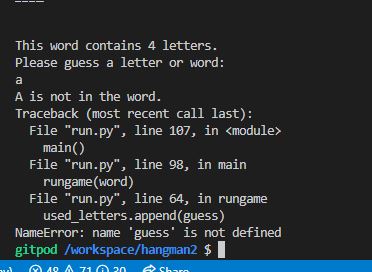 ____
This word contains 4 letters.
Please guess a letter or word:
a
A is not in the word.
Traceback (most recent call last):
  File "run.py", line 107, in <module>
    main()
  File "run.py", line 98, in main
    rungame(word)
  File "run.py", line 64, in rungame
    used_letters.append(guess)
NameError: name 'guess' is not defined
gitpod /workspace/hangman2 $
48 71 30 Share